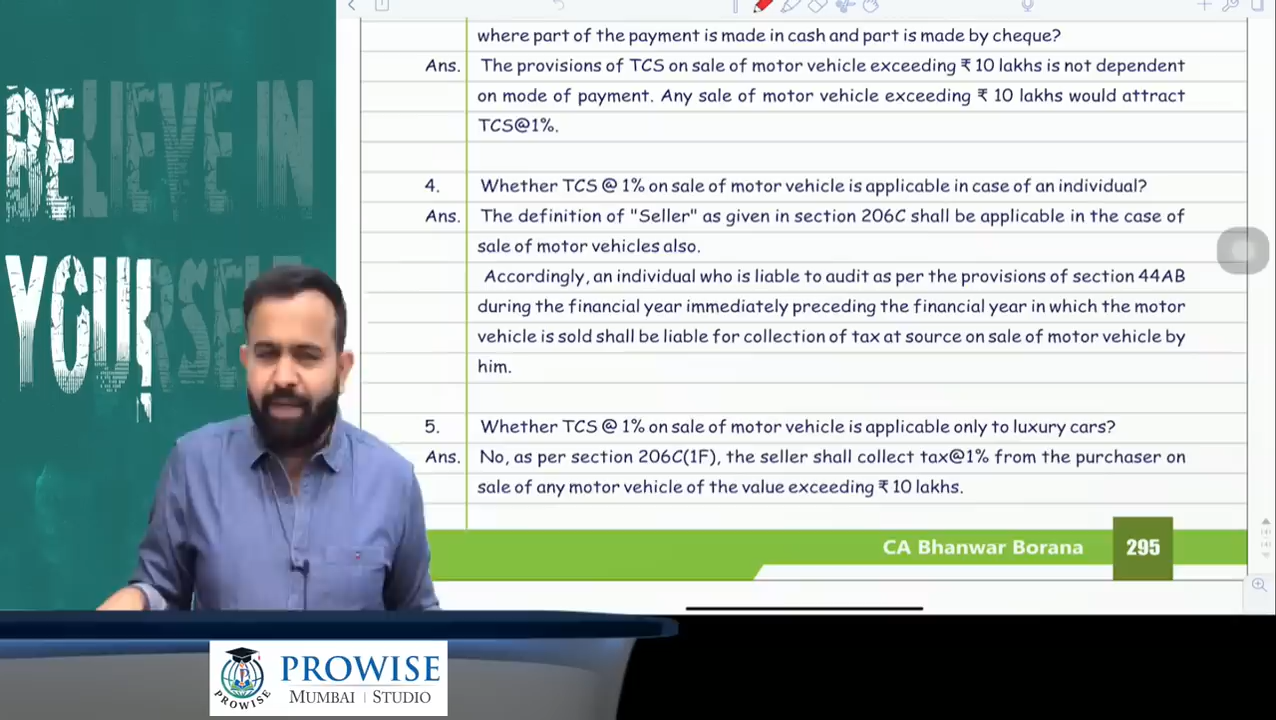 BELIEVE IN
YOU!RSELF
where part of the payment is made in cash and part is made by cheque?
Ans. The provisions of TCS on sale of motor vehicle exceeding ₹ 10 lakhs is not dependent
on mode of payment. Any sale of motor vehicle exceeding ₹ 10 lakhs would attract
TCS@1%.
4. Whether TCS @ 1% on sale of motor vehicle is applicable in case of an individual?
Ans. The definition of "Seller" as given in section 206C shall be applicable in the case of
sale of motor vehicles also.
Accordingly, an individual who is liable to audit as per the provisions of section 44AB
during the financial year immediately preceding the financial year in which the motor
vehicle is sold shall be liable for collection of tax at source on sale of motor vehicle by
him.
5. Whether TCS @ 1% on sale of motor vehicle is applicable only to luxury cars?
Ans. No, as per section 206C(1F), the seller shall collect tax@1% from the purchaser on
sale of any motor vehicle of the value exceeding ₹ 10 lakhs.
CA Bhanwar Borana 295
PROWISE
PROWISE
MUMBAI | STUDIO